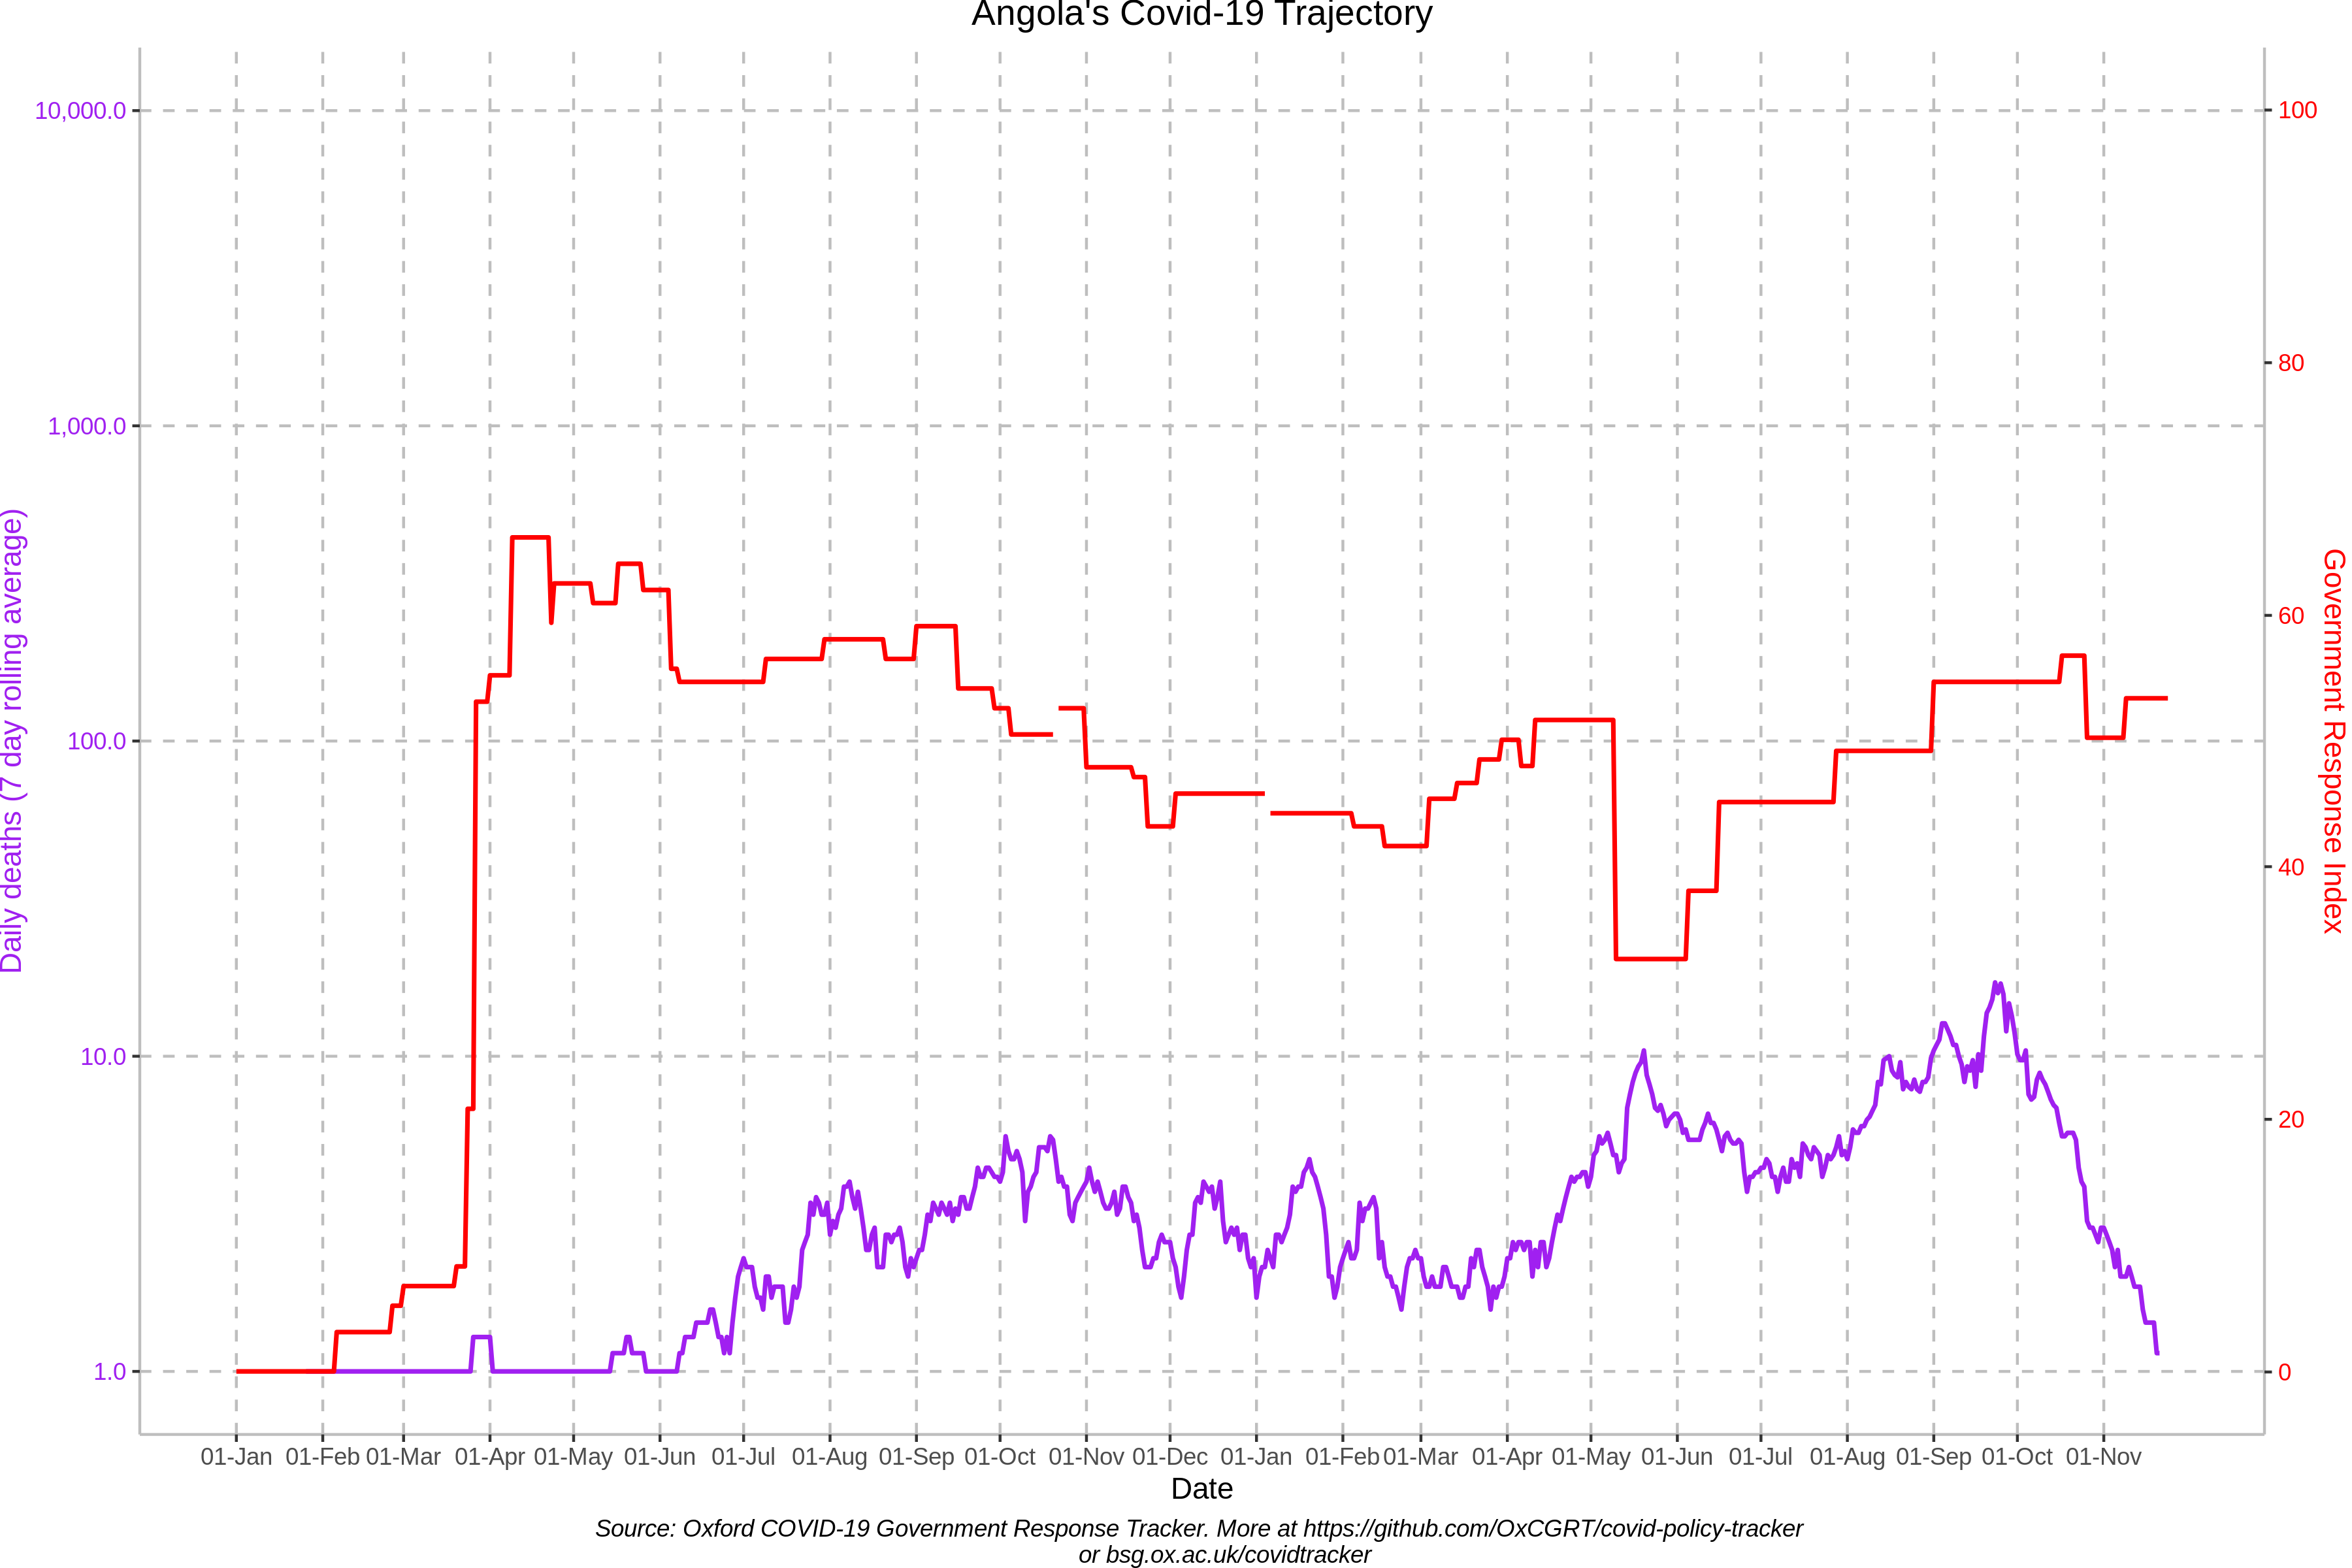 Angola's Covid-19 Trajectory
10,000.0
1,000.0
100.0
10.0
1.0
Daily deaths (7 day rolling average)
100
80
60
40
20
0
Government Response Index
01-Jan 01-Feb 01-Mar 01-Apr 01-May 01-Jun 01-Jul 01-Aug 01-Sep 01-Oct 01-Nov 01-Dec 01-Jan 01-Feb 01-Mar 01-Apr 01-May 01-Jun 01-Jul 01-Aug 01-Sep 01-Oct 01-Nov
Date
Source: Oxford COVID-19 Government Response Tracker. More at https://github.com/OxCGRT/covid-policy-tracker
or bsg.ox.ac.uk/covidtracker